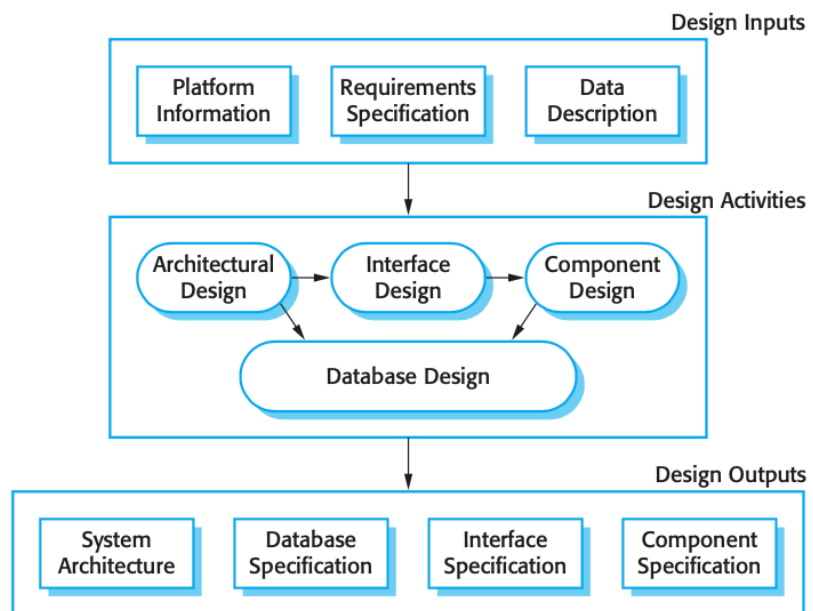 Design Inputs
Platform
Information
Requirements
Specification
Data
Description
Design Activities
Architectural
Design
Interface
Design
Component
Design
Database Design
Design Outputs
System
Architecture
Database
Specification
Interface
Specification
Component
Specification